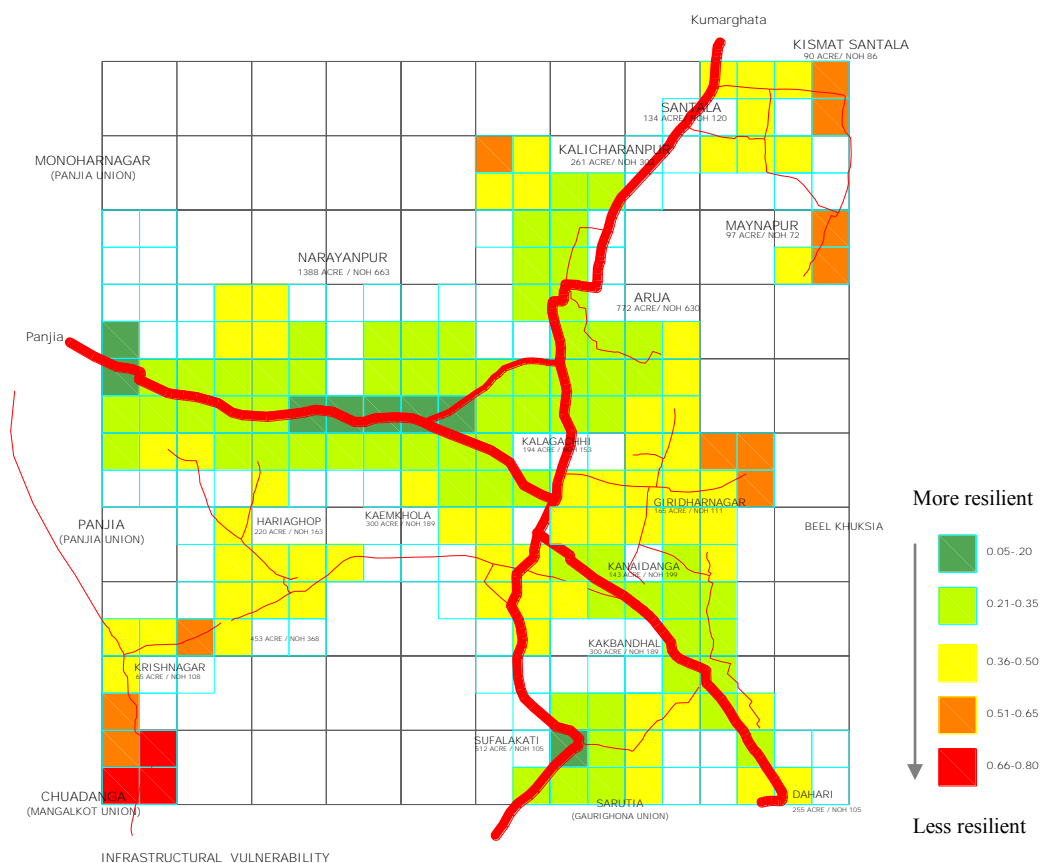 Kumarghata
KISMAT SANTALA
90 ACRE/ NOH 86
SANTALA
134 ACRE/ NOH 120
KALICHARANPUR
261 ACRE/ NOH 302
MONOHARNAGAR
(PANJIA UNION)
MAYNAPUR
97 ACRE/ NOH 72
NARAYANPUR
1388 ACRE / NOH 663
ARUA
772 ACRE/ NOH 630
Panjia
KALAGACHHI
194 ACRE / NOH 153
GIRIDHARNAGAR
165 ACRE / NOH 111
More resilient
HARIAGHOP
220 ACRE / NOH 163
KAEMKHOLA
300 ACRE / NOH 189
PANJIA
(PANJIA UNION)
BEEL KHUKSIA
0.05-.20
KANAIDANGA
143 ACRE / NOH 199
0.21-0.35
453 ACRE / NOH 368
KAKBANDHAL
300 ACRE / NOH 189
0.36-0.50
KRISHNAGAR
65 ACRE / NOH 108
0.51-0.65
SUFALAKATI
512 ACRE / NOH 105
0.66-0.80
CHUADANGA
(MANGALKOT UNION)
SARUTIA
(GAURIGHONA UNION)
DAHARI
255 ACRE / NOH 105
Less resilient
INFRASTRUCTURAL VULNERABILITY